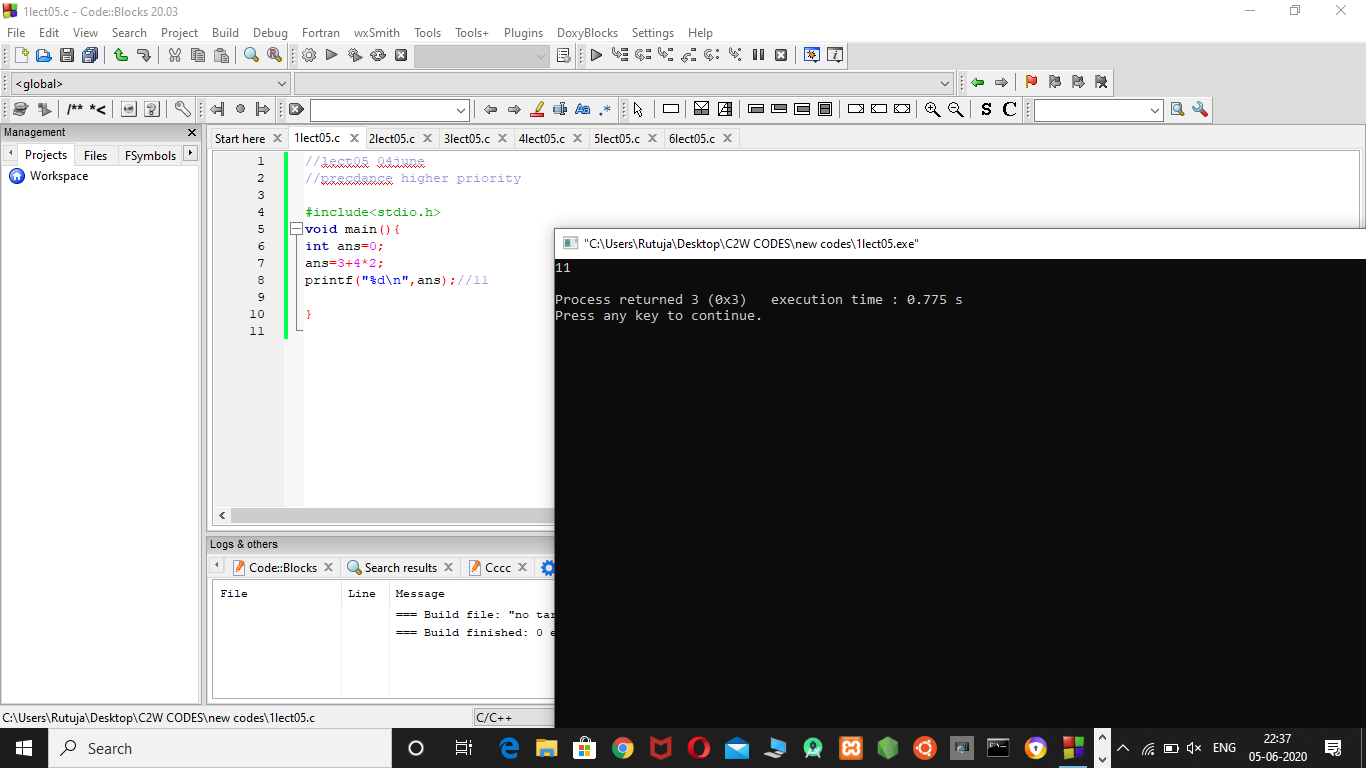 1lect05.c - Code::Blocks 20.03
File Edit View Search Project Build Debug Fortran wxSmith Tools Tools+ Plugins DoxyBlocks Settings Help
<global>
/** *<
Aa .*
S C
Management
Projects Files FSymbols
Workspace
Start here 1lect05.c 2lect05.c 3lect05.c 4lect05.c 5lect05.c 6lect05.c
1 //lect05 04june
2 //precdance higher priority
3
4 #include<stdio.h>
5 void main(){
6 int ans=0;
7 ans=3+4*2;
8 printf("%d\n",ans);//11
9
10 }
11
"C:\Users\Rutuja\Desktop\C2W CODES\new codes\1lect05.exe"
11
Process returned 3 (0x3)   execution time : 0.775 s
Press any key to continue.
Logs & others
Code::Blocks Search results Cccc
File Line Message
=== Build file: "no tar
=== Build finished: 0 e
C:\Users\Rutuja\Desktop\C2W CODES\new codes\1lect05.c C/C++
Search
ENG
22:37
05-06-2020